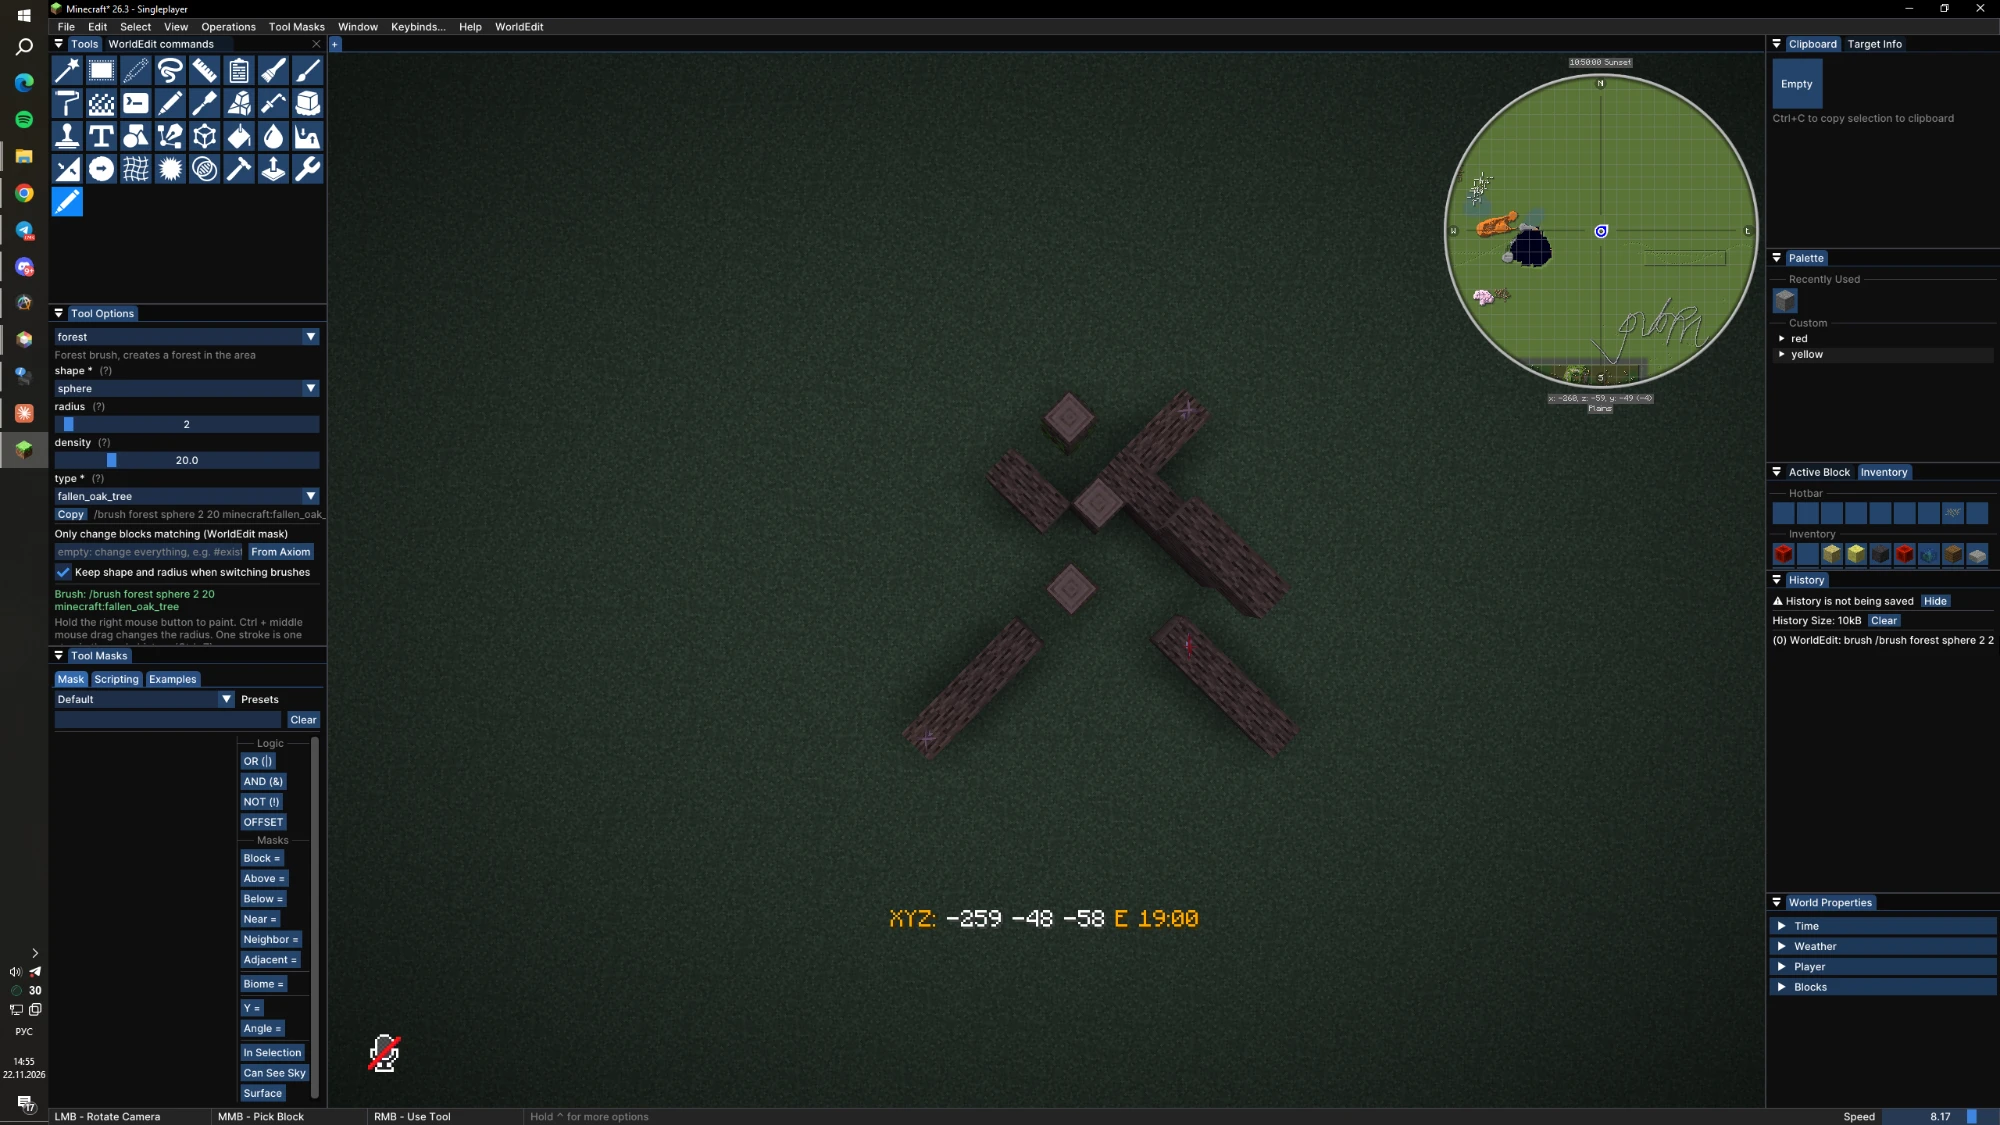 Minecraft* 26.3 - Singleplayer
File Edit Select View Operations Tool Masks Window Keybinds... Help WorldEdit
Tools WorldEdit commands
Tool Options
forest
Forest brush, creates a forest in the area
shape * (?)
sphere
radius (?)
2
density (?)
20.0
type * (?)
fallen_oak_tree
Copy /brush forest sphere 2 20 minecraft:fallen_oak_
Only change blocks matching (WorldEdit mask)
empty: change everything, e.g. #exist From Axiom
Keep shape and radius when switching brushes
Brush: /brush forest sphere 2 20
minecraft:fallen_oak_tree
Hold the right mouse button to paint. Ctrl + middle
mouse drag changes the radius. One stroke is one
Tool Masks
Mask Scripting Examples
Default Presets
Clear
Logic
OR (|)
AND (&)
NOT (!)
OFFSET
Masks
Block =
Above =
Below =
Near =
Neighbor =
Adjacent =
Biome =
Y =
Angle =
In Selection
Can See Sky
Surface
LMB - Rotate Camera MMB - Pick Block RMB - Use Tool Hold ^ for more options
Speed 8.17
XYZ: -259 -48 -58 E 19:00
10:50:00 Sunset
N
W
E
S
x: -260, z: -59, y: -49 (-4)
Plains
Clipboard Target Info
Empty
Ctrl+C to copy selection to clipboard
Palette
Recently Used
Custom
red
yellow
Active Block Inventory
Hotbar
Inventory
History
History is not being saved Hide
History Size: 10kB Clear
(0) WorldEdit: brush /brush forest sphere 2 2
World Properties
Time
Weather
Player
Blocks
30
РУС
14:55
22.11.2026
17